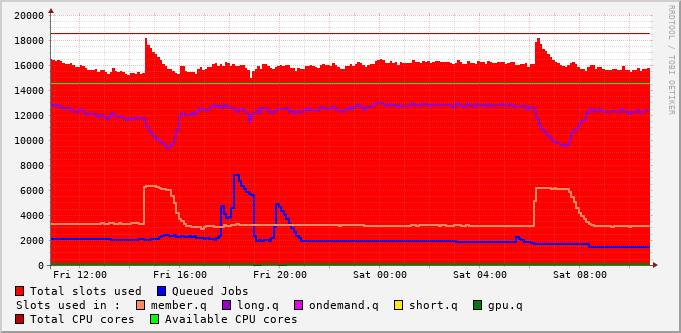 20000
18000
16000
14000
12000
10000
8000
6000
4000
2000
0
Fri 12:00 Fri 16:00 Fri 20:00 Sat 00:00 Sat 04:00 Sat 08:00
Total slots used Queued Jobs
Slots used in : member.q long.q ondemand.q short.q gpu.q
Total CPU cores Available CPU cores
RRDTOOL / TOBI OETIKER